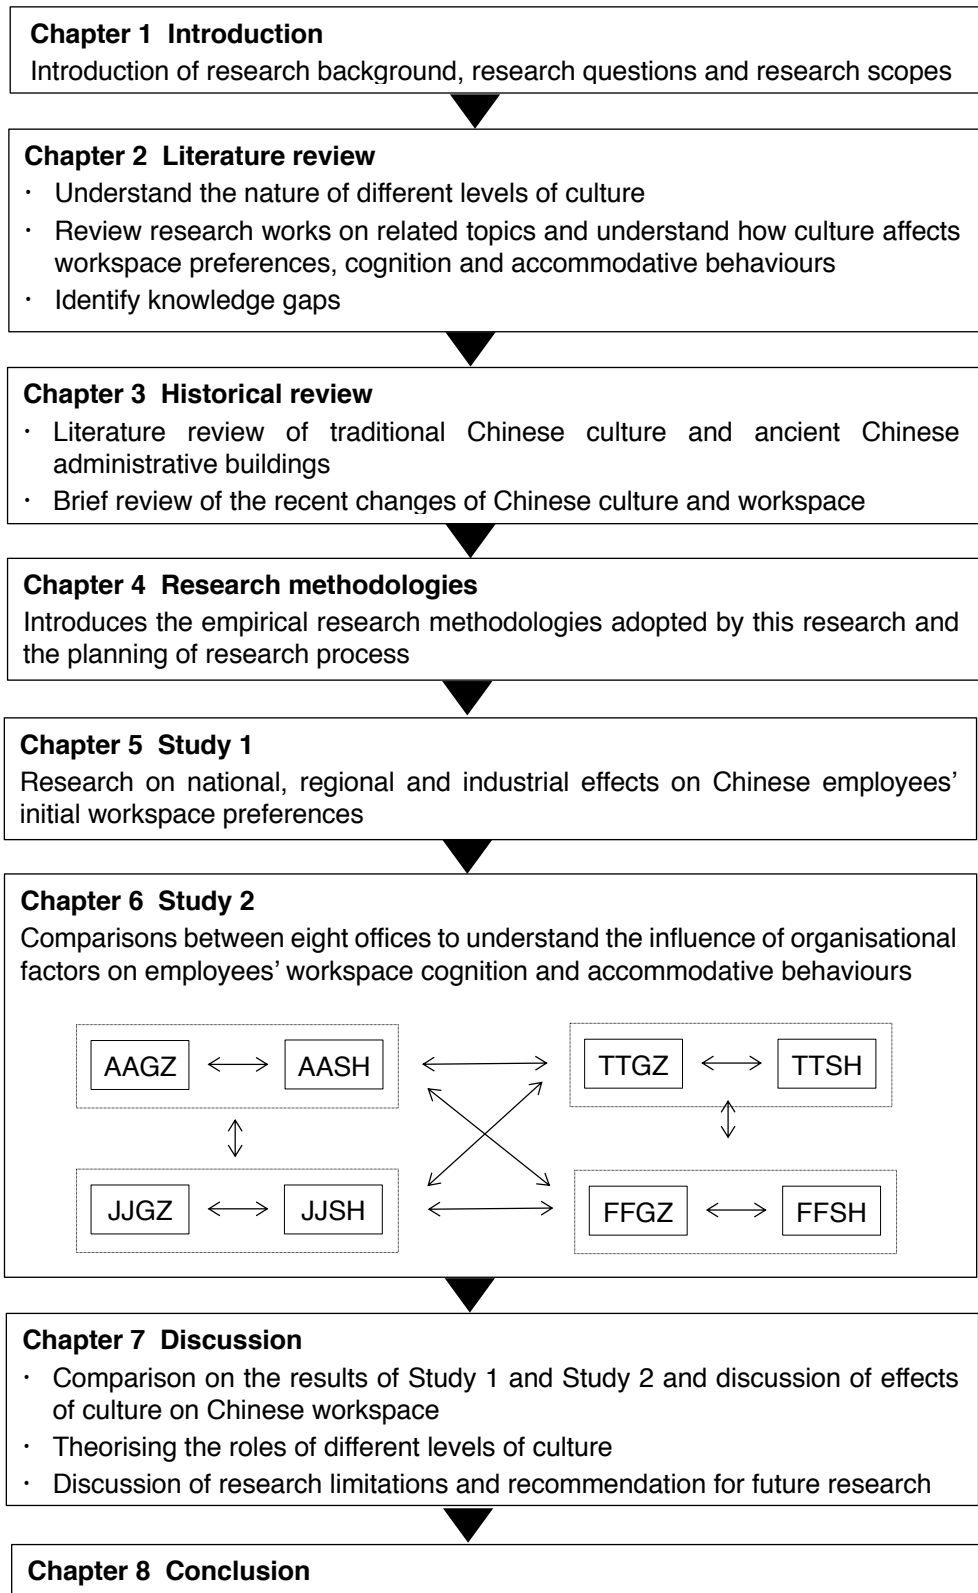 Chapter 1  Introduction
Introduction of research background, research questions and research scopes
Chapter 2  Literature review
· Understand the nature of different levels of culture
· Review research works on related topics and understand how culture affects
workspace preferences, cognition and accommodative behaviours
· Identify knowledge gaps
Chapter 3  Historical review
· Literature review of traditional Chinese culture and ancient Chinese
administrative buildings
· Brief review of the recent changes of Chinese culture and workspace
Chapter 4  Research methodologies
Introduces the empirical research methodologies adopted by this research and
the planning of research process
Chapter 5  Study 1
Research on national, regional and industrial effects on Chinese employees’
initial workspace preferences
Chapter 6  Study 2
Comparisons between eight offices to understand the influence of organisational
factors on employees’ workspace cognition and accommodative behaviours
AAGZ AASH TTGZ TTSH
JJGZ JJSH FFGZ FFSH
Chapter 7  Discussion
· Comparison on the results of Study 1 and Study 2 and discussion of effects
of culture on Chinese workspace
· Theorising the roles of different levels of culture
· Discussion of research limitations and recommendation for future research
Chapter 8  Conclusion